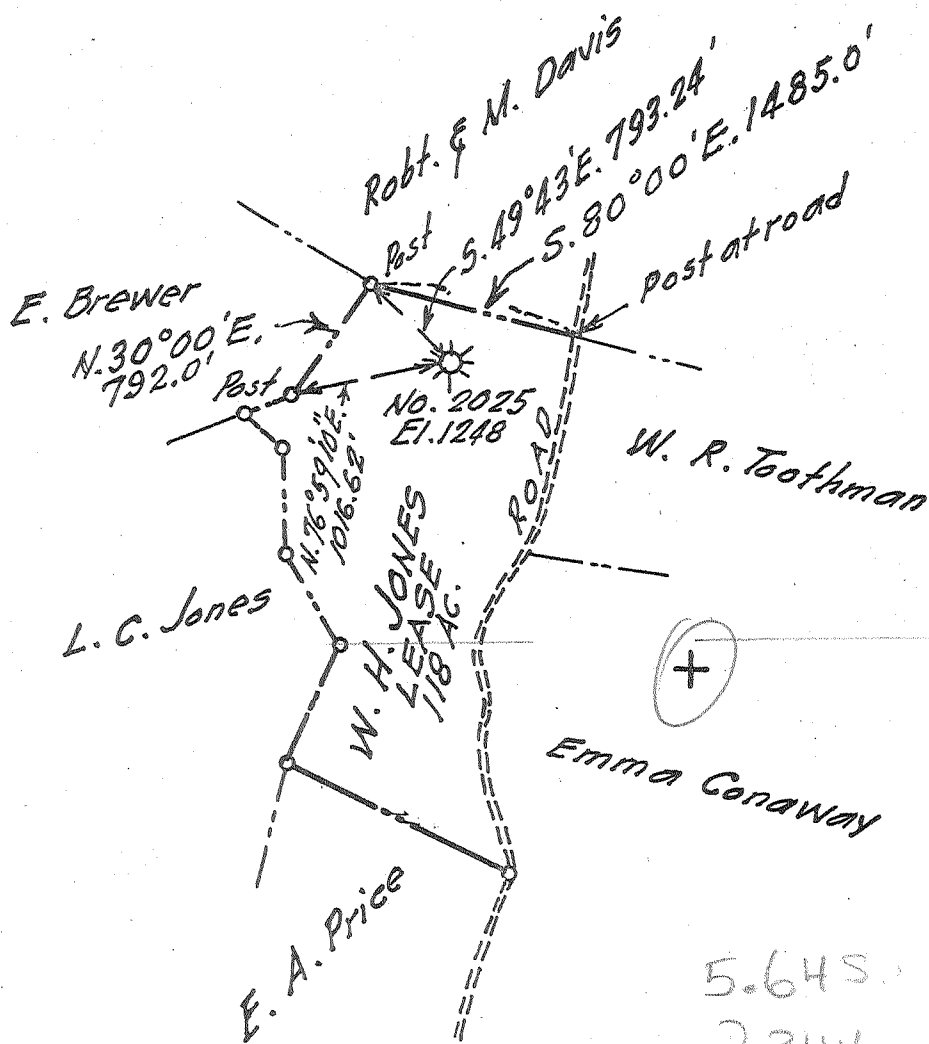 Robt. & M. Davis
S. 49°43'E. 793.24'
S. 80°00'E. 1485.0'
Post
Post at road
E. Brewer
N. 30°00'E.
792.0'
Post
No. 2025
El. 1248
N. 76°59'10"E.
1016.62'
ROAD
W. R. Toothman
L. C. Jones
W. H. JONES
LEASE
118 AC.
Emma Conaway
E. A. Price
5.64 S.